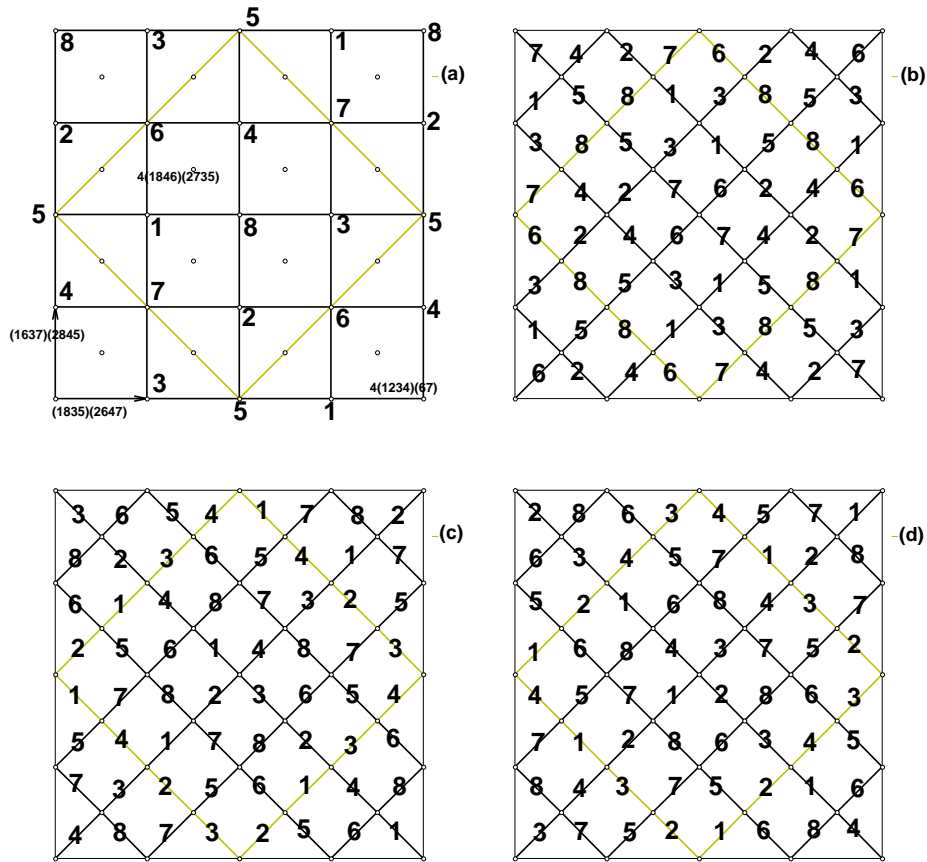 5
8 3 1 8
(a)
7
2 6 4 2
4(1846)(2735)
5 1 8 3 5
4 7 2 6 4
(1637)(2845)
3 4(1234)(67)
(1835)(2647) 5 1
7 4 2 7 6 2 4 6
(b)
1 5 8 1 3 8 5 3
3 8 5 3 1 5 8 1
7 4 2 7 6 2 4 6
6 2 4 6 7 4 2 7
3 8 5 3 1 5 8 1
1 5 8 1 3 8 5 3
6 2 4 6 7 4 2 7
3 6 5 4 1 7 8 2
(c)
8 2 3 6 5 4 1 7
6 1 4 8 7 3 2 5
2 5 6 1 4 8 7 3
1 7 8 2 3 6 5 4
5 4 1 7 8 2 3 6
7 3 2 5 6 1 4 8
4 8 7 3 2 5 6 1
2 8 6 3 4 5 7 1
(d)
6 3 4 5 7 1 2 8
5 2 1 6 8 4 3 7
1 6 8 4 3 7 5 2
4 5 7 1 2 8 6 3
7 1 2 8 6 3 4 5
8 4 3 7 5 2 1 6
3 7 5 2 1 6 8 4